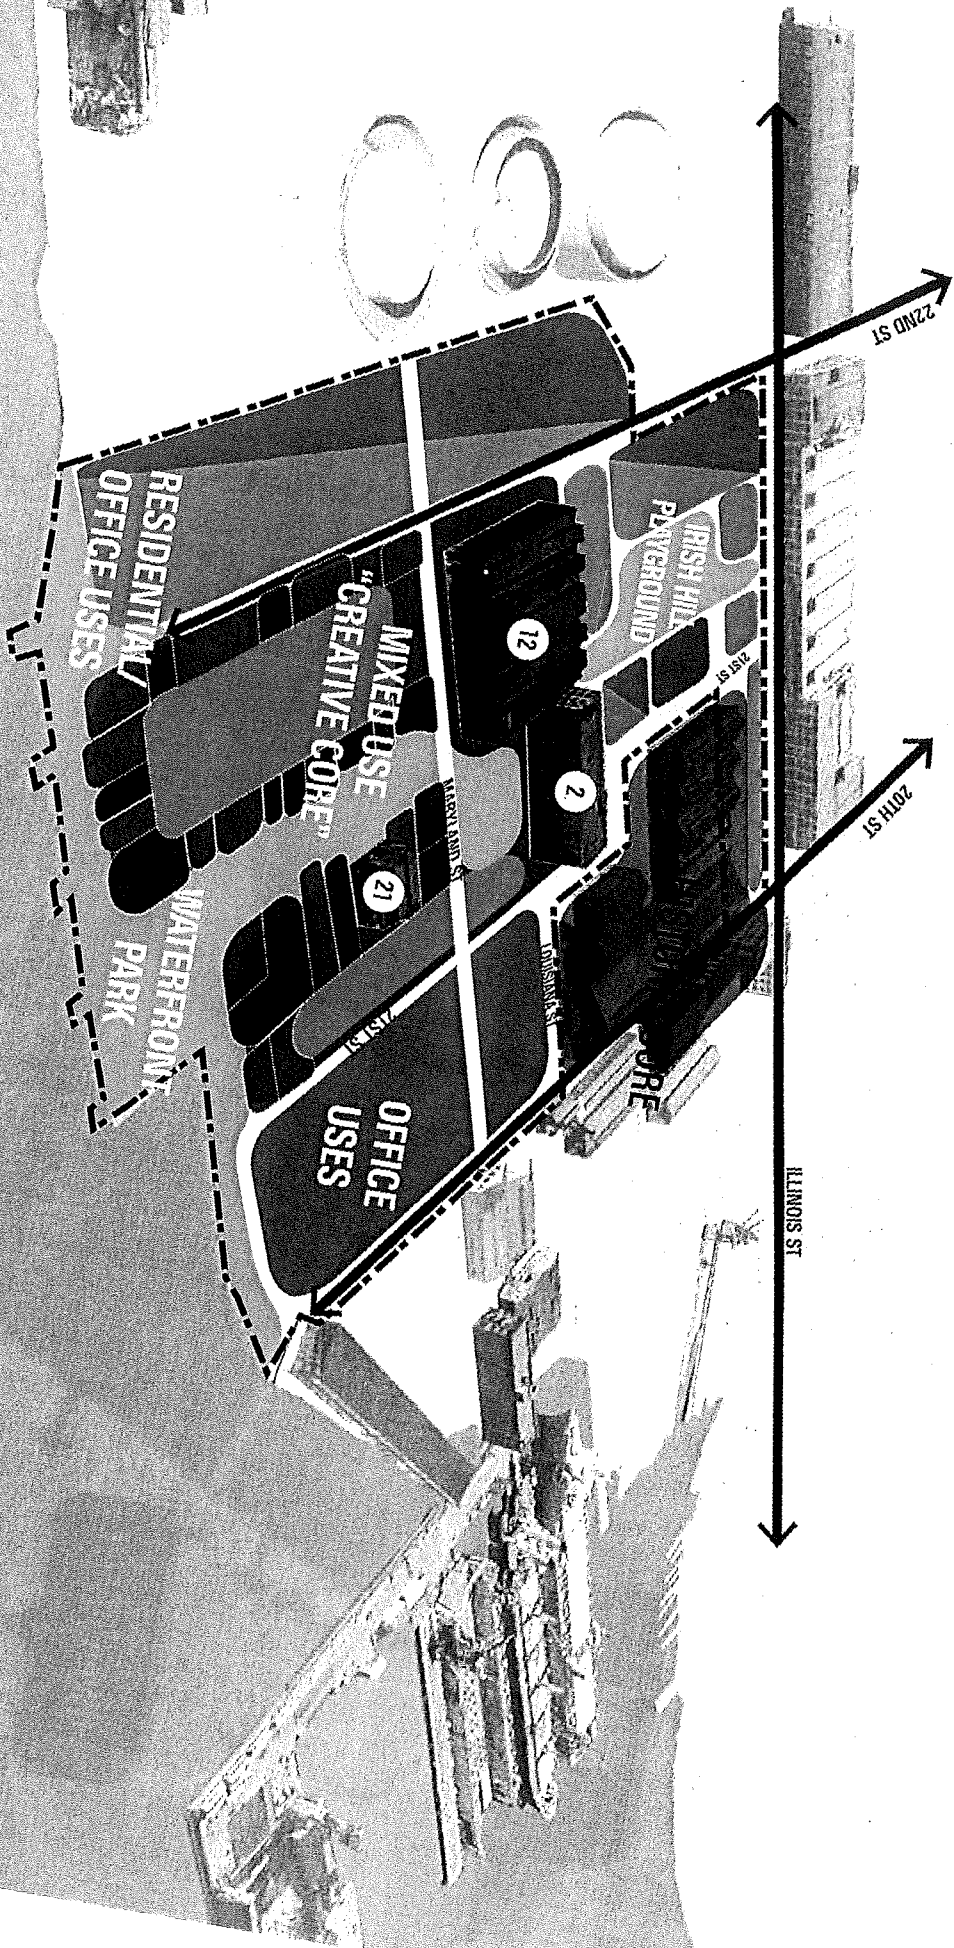 22ND ST
20TH ST
ILLINOIS ST
IRISH HILL
PLAYGROUND
21ST ST
12
2
RESIDENTIAL/
OFFICE USES
MIXED USE
“CREATIVE CORE”
MARYLAND ST
21
LOUISIANA ST
21ST ST
WATERFRONT
PARK
OFFICE
USES